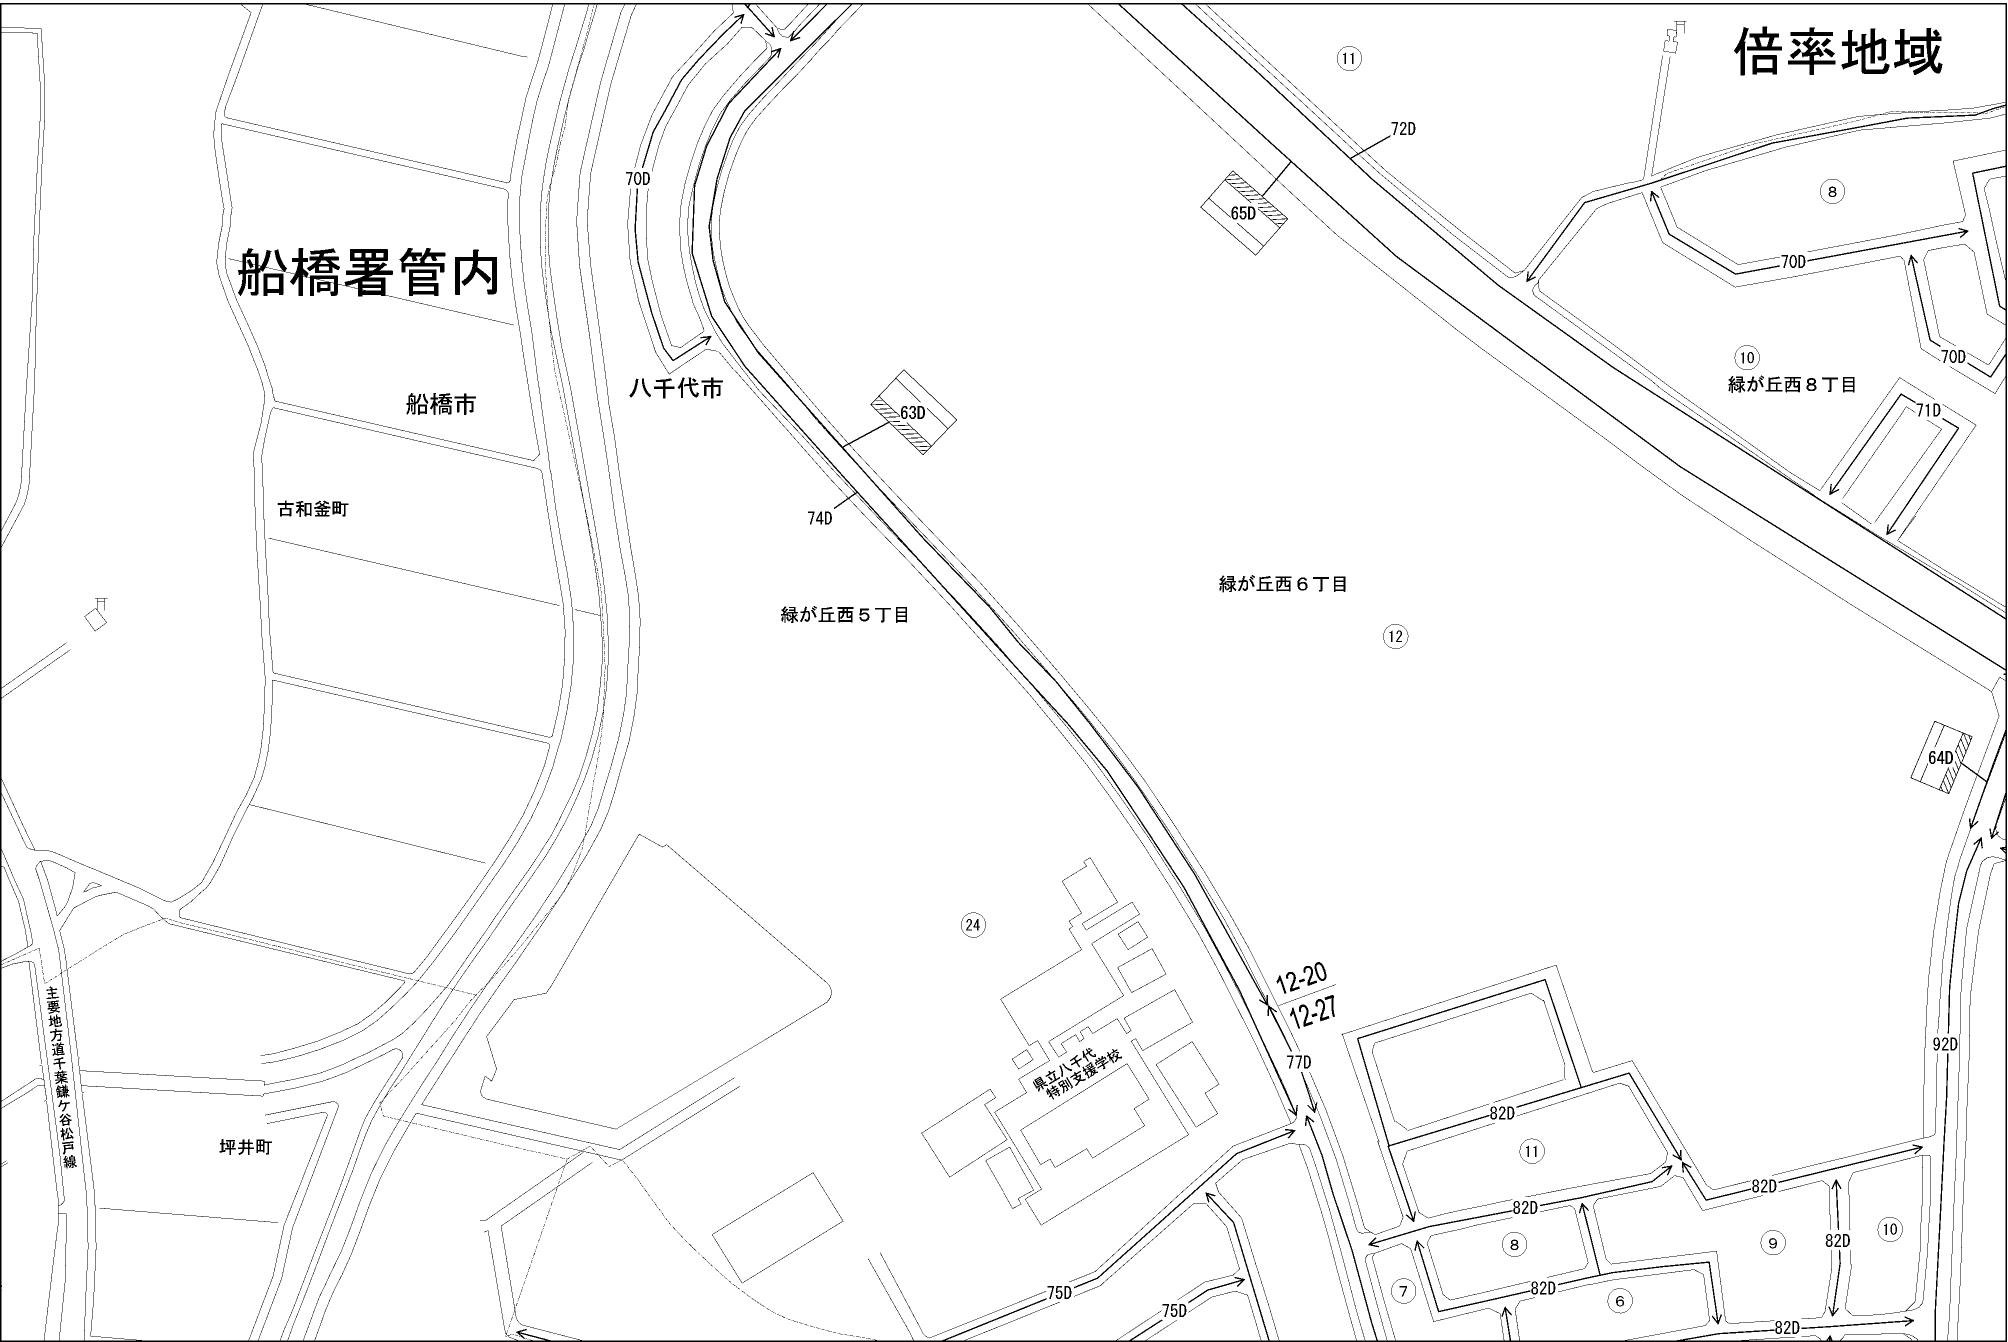 倍率地域
11
72D
70D
8
65D
船橋署管内
70D
10
70D
緑が丘西８丁目
八千代市
船橋市
63D
71D
古和釜町
74D
緑が丘西６丁目
緑が丘西５丁目
12
64D
24
12-20
12-27
主要地方道千葉鎌ケ谷松戸線
県立八千代
特別支援学校
77D
92D
82D
坪井町
11
82D
82D
8
9
82D
10
75D
75D
7
82D
6
82D